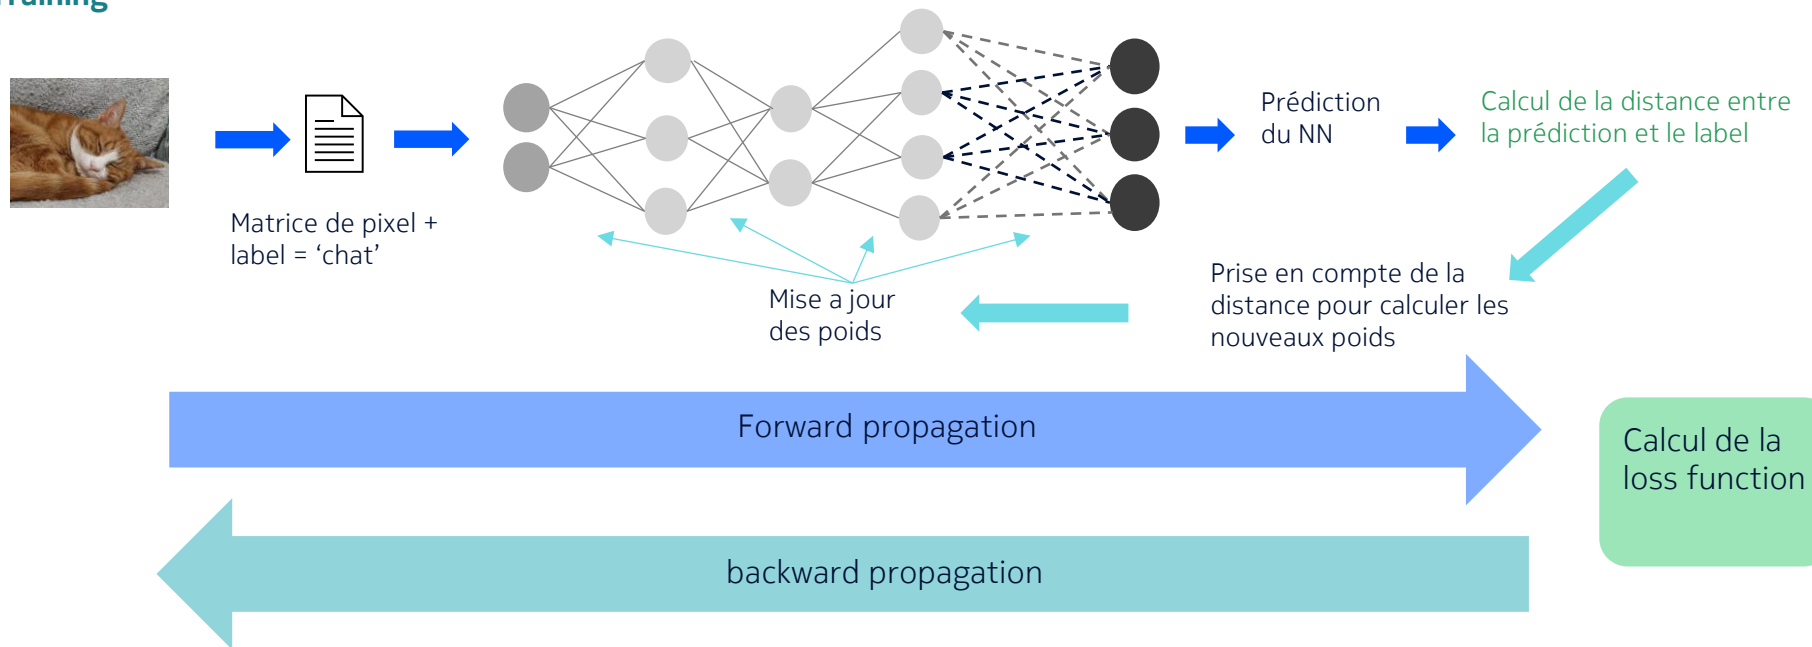 Training
Matrice de pixel +
label = ‘chat’
Prédiction
du NN
Calcul de la distance entre
la prédiction et le label
Mise a jour
des poids
Prise en compte de la
distance pour calculer les
nouveaux poids
Forward propagation
Calcul de la
loss function
backward propagation